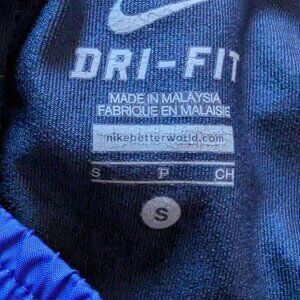 DRI-FIT
MADE IN MALAYSIA
FABRIQUÉ EN MALAISIE
nikebetterworld.com
S P CH
S